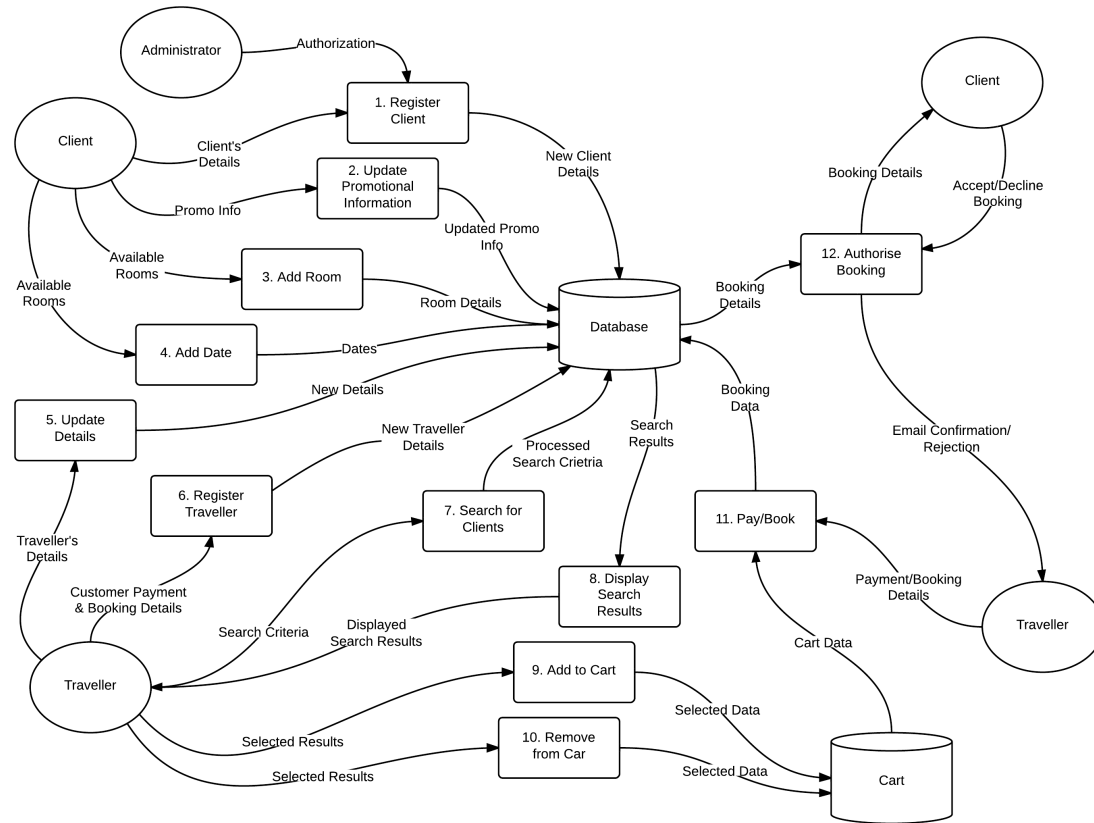 Administrator
Authorization
Client
1. Register
Client
Client
Client's
Details
New Client
Details
2. Update
Promotional
Information
Booking Details
Accept/Decline
Booking
Promo Info
Updated Promo
Info
Available
Rooms
3. Add Room
12. Authorise
Booking
Available
Rooms
Room Details
Booking
Details
Database
4. Add Date
Dates
New Details
Booking
Data
5. Update
Details
New Traveller
Details
Processed
Search Crietria
Search
Results
Email Confirmation/
Rejection
6. Register
Traveller
7. Search for
Clients
11. Pay/Book
Traveller's
Details
Customer Payment
& Booking Details
8. Display
Search
Results
Payment/Booking
Details
Search Criteria
Displayed
Search Results
Traveller
Cart Data
Traveller
9. Add to Cart
Selected Data
Selected Results
10. Remove
from Car
Selected Results
Selected Data
Cart